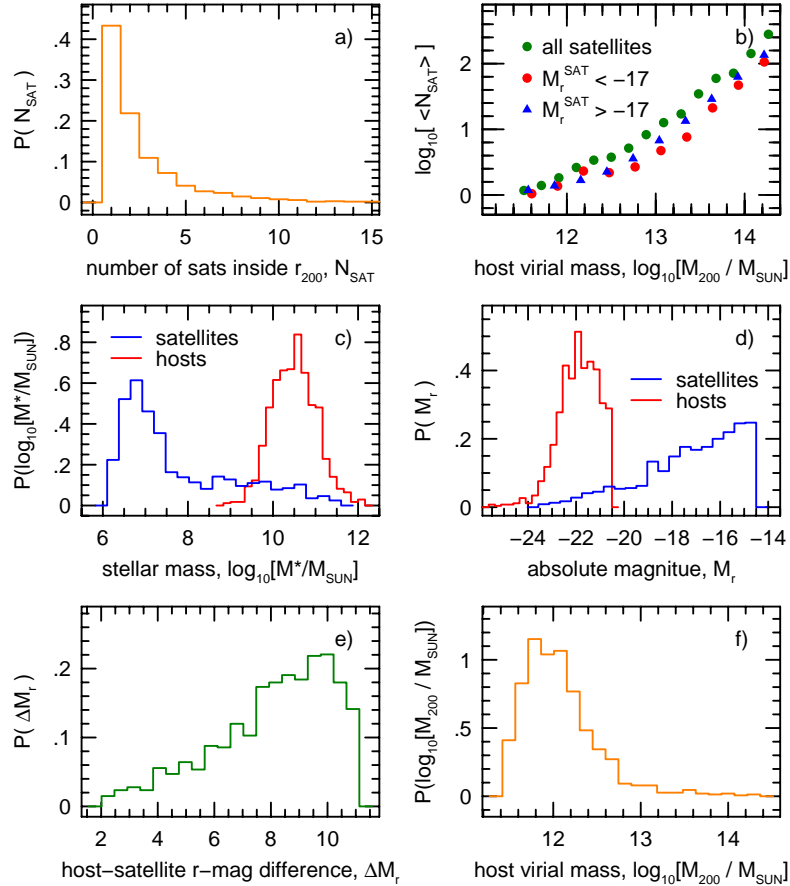 a)
.4
.3
.2
.1
0
P( N_SAT )
0 5 10 15
number of sats inside r_200, N_SAT
b)
all satellites
M_r^SAT < −17
M_r^SAT > −17
2
1
0
log_10[ <N_SAT> ]
12 13 14
host virial mass, log_10[M_200 / M_SUN]
c)
satellites
hosts
.8
.6
.4
.2
0
P(log_10[M*/M_SUN])
6 8 10 12
stellar mass, log_10[M*/M_SUN]
d)
satellites
hosts
.4
.2
0
P( M_r )
−24 −22 −20 −18 −16 −14
absolute magnitue, M_r
e)
.2
.1
0
P( ΔM_r )
2 4 6 8 10
host−satellite r−mag difference, ΔM_r
f)
1
.5
0
P(log_10[M_200 / M_SUN])
12 13 14
host virial mass, log_10[M_200 / M_SUN]